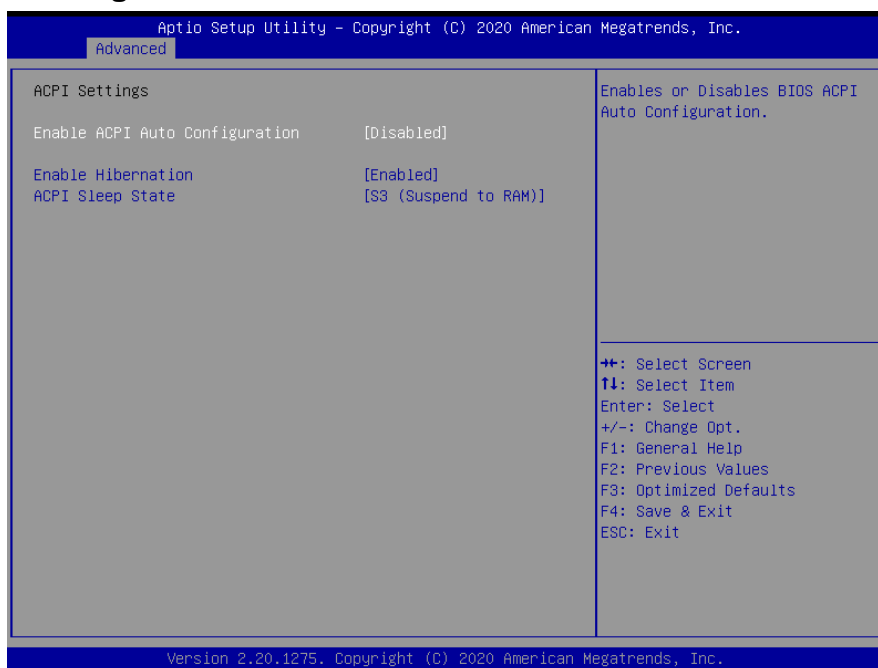 Aptio Setup Utility – Copyright (C) 2020 American Megatrends, Inc.
Advanced
ACPI Settings
Enable ACPI Auto Configuration [Disabled]
Enable Hibernation [Enabled]
ACPI Sleep State [S3 (Suspend to RAM)]
Enables or Disables BIOS ACPI
Auto Configuration.
→←: Select Screen
↑↓: Select Item
Enter: Select
+/-: Change Opt.
F1: General Help
F2: Previous Values
F3: Optimized Defaults
F4: Save & Exit
ESC: Exit
Version 2.20.1275. Copyright (C) 2020 American Megatrends, Inc.